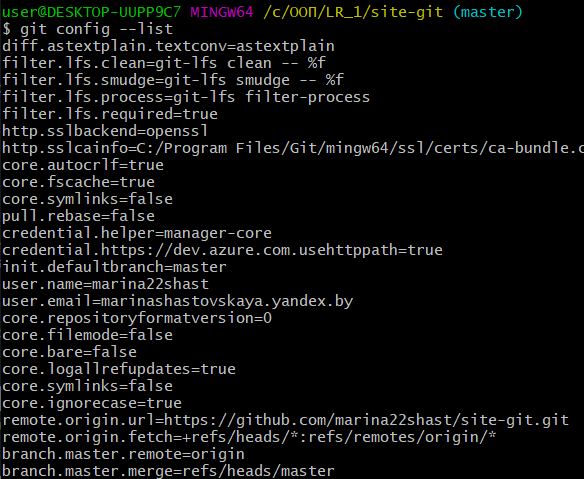 user@DESKTOP-UUPP9C7 MINGW64 /c/ООП/LR_1/site-git (master)
$ git config --list
diff.astextplain.textconv=astextplain
filter.lfs.clean=git-lfs clean -- %f
filter.lfs.smudge=git-lfs smudge -- %f
filter.lfs.process=git-lfs filter-process
filter.lfs.required=true
http.sslbackend=openssl
http.sslcainfo=C:/Program Files/Git/mingw64/ssl/certs/ca-bundle.c
core.autocrlf=true
core.fscache=true
core.symlinks=false
pull.rebase=false
credential.helper=manager-core
credential.https://dev.azure.com.usehttppath=true
init.defaultbranch=master
user.name=marina22shast
user.email=marinashastovskaya.yandex.by
core.repositoryformatversion=0
core.filemode=false
core.bare=false
core.logallrefupdates=true
core.symlinks=false
core.ignorecase=true
remote.origin.url=https://github.com/marina22shast/site-git.git
remote.origin.fetch=+refs/heads/*:refs/remotes/origin/*
branch.master.remote=origin
branch.master.merge=refs/heads/master